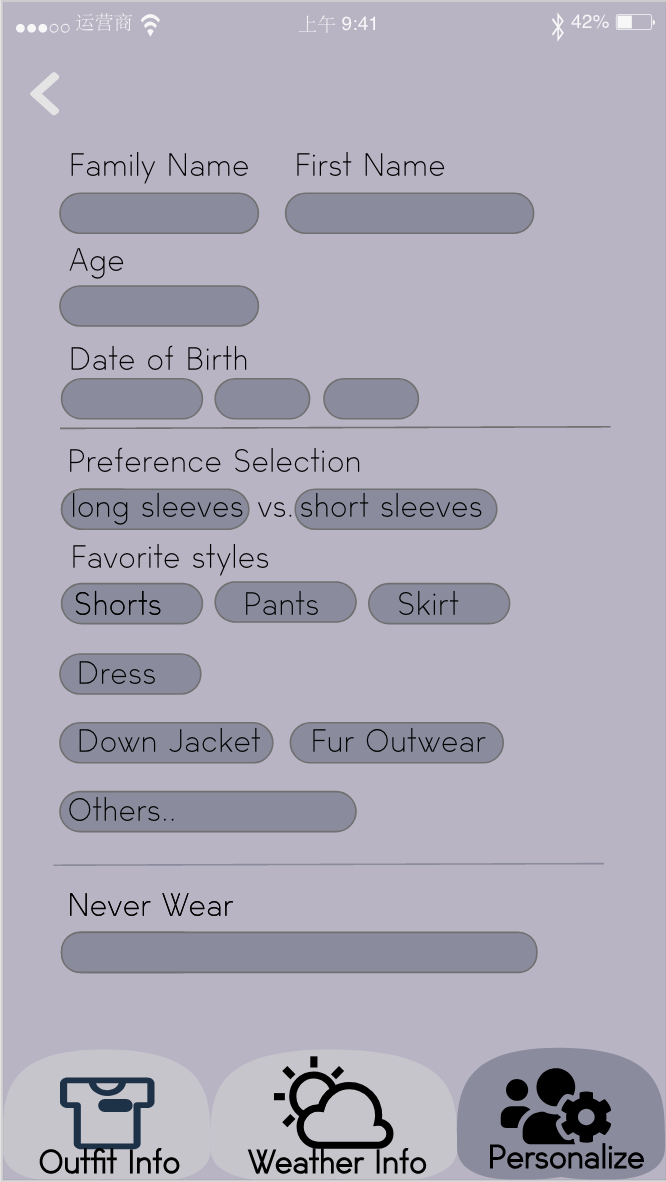 运营商 上午 9:41 42%
Family Name First Name
Age
Date of Birth
Preference Selection
long sleeves vs. short sleeves
Favorite styles
Shorts Pants Skirt
Dress
Down Jacket Fur Outwear
Others..
Never Wear
Outfit Info Weather Info Personalize